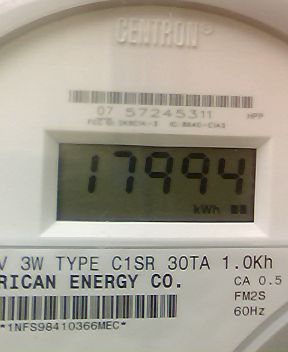 CENTRON®
07 57245311 HPP
17994
kWh
V 3W TYPE C1SR 30TA 1.0Kh
RICAN ENERGY CO. CA 0.5
FM2S
60Hz
*1NFS98410366MEC*